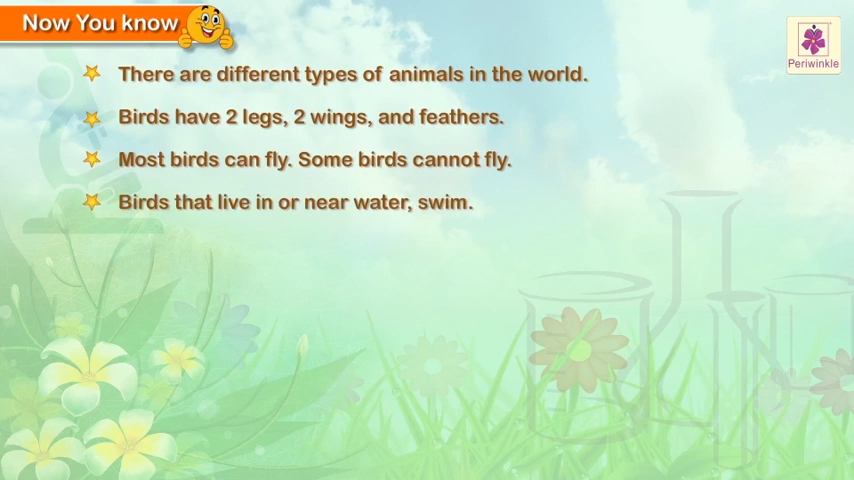 Now You know
Periwinkle
There are different types of animals in the world.
Birds have 2 legs, 2 wings, and feathers.
Most birds can fly. Some birds cannot fly.
Birds that live in or near water, swim.